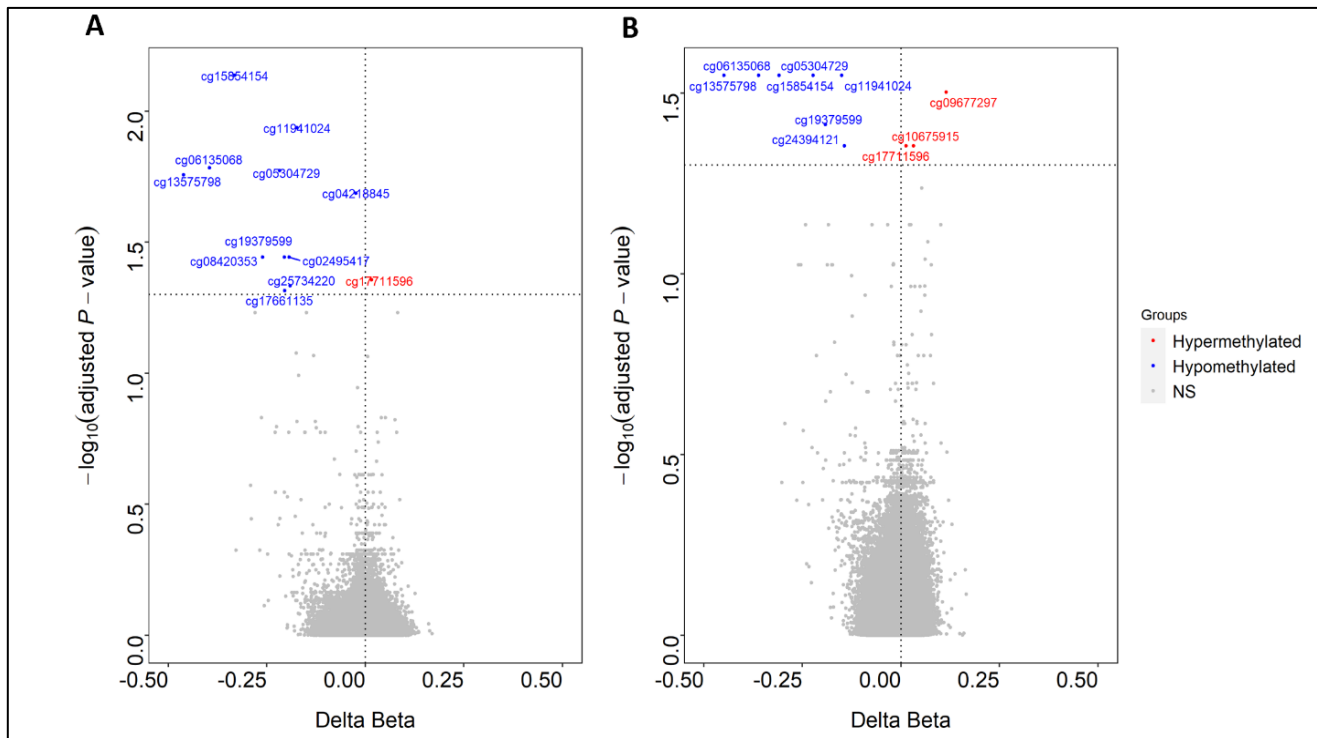 A
cg15854154
cg11941024
cg06135068
cg13575798
cg05304729
cg04218845
cg19379599
cg08420353
cg02495417
cg25734220
cg17711596
cg17661135
−log10(adjusted P − value)
0.0
0.5
1.0
1.5
2.0
-0.50
-0.25
0.00
0.25
0.50
Delta Beta
B
cg06135068
cg05304729
cg13575798
cg15854154
cg11941024
cg09677297
cg19379599
cg24394121
cg10675915
cg17711596
−log10(adjusted P − value)
0.0
0.5
1.0
1.5
-0.50
-0.25
0.00
0.25
0.50
Delta Beta
Groups
Hypermethylated
Hypomethylated
NS